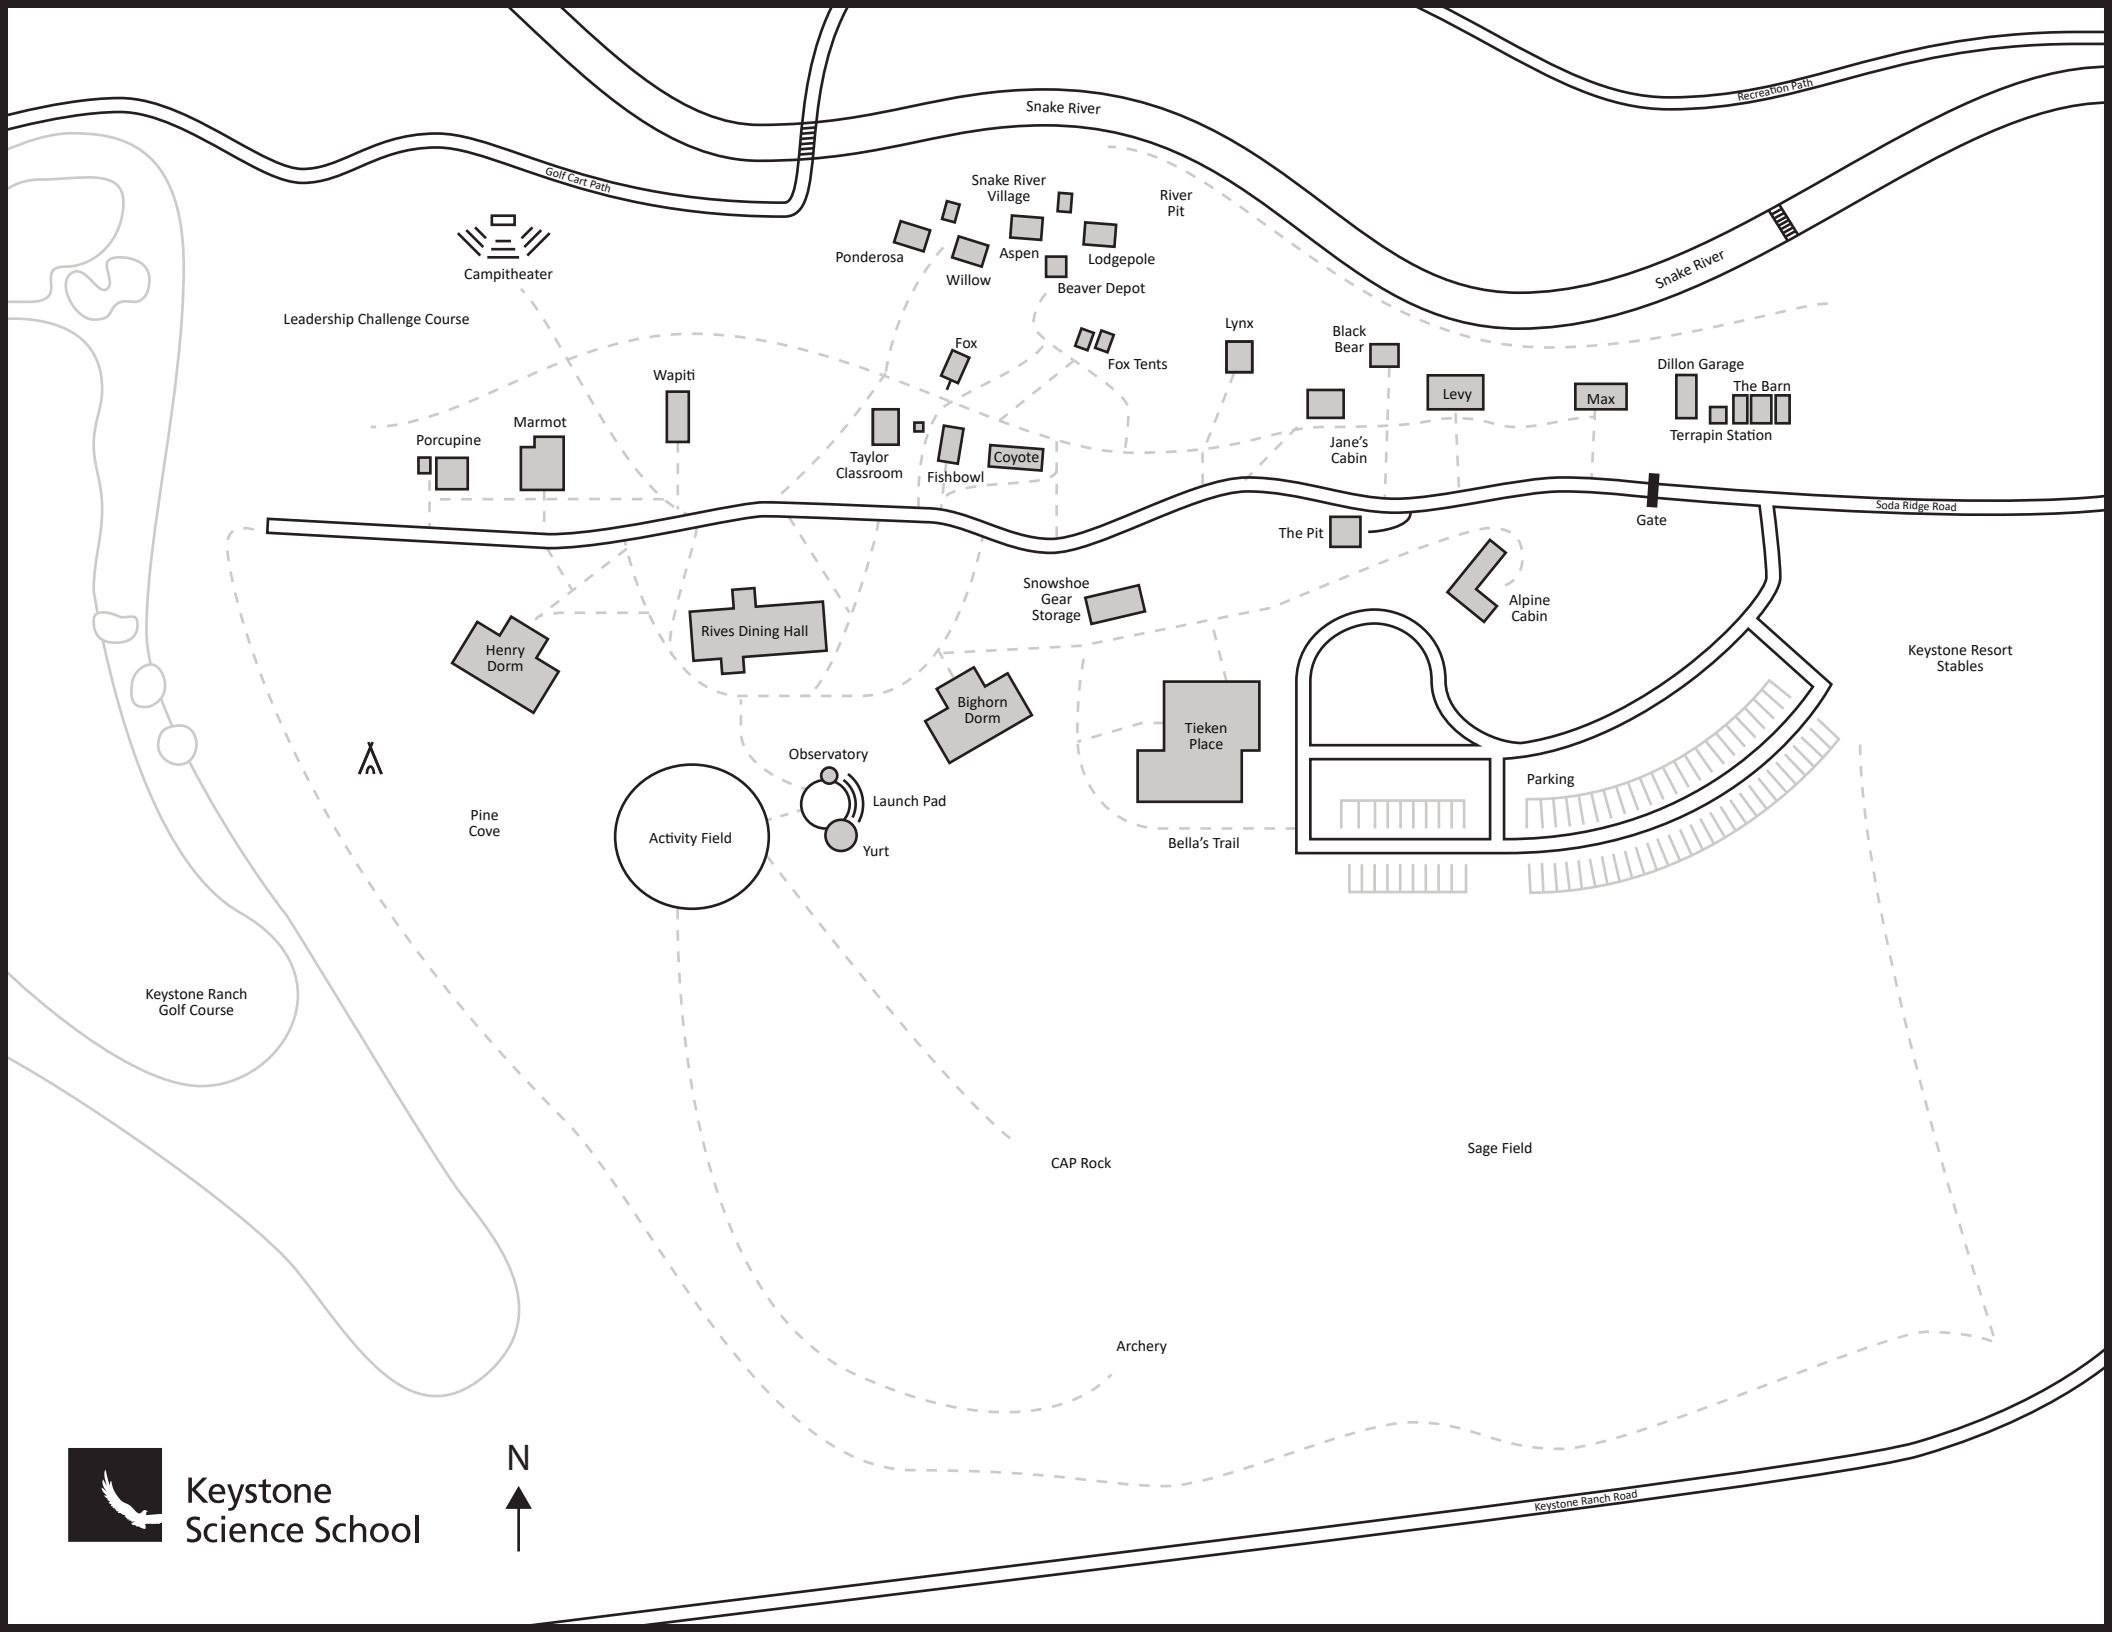 Snake River
Recreation Path
Golf Cart Path
Snake River
Village
River
Pit
Ponderosa
Aspen
Lodgepole
Willow
Beaver Depot
Snake River
Campitheater
Leadership Challenge Course
Lynx
Black
Bear
Fox
Fox Tents
Dillon Garage
The Barn
Wapiti
Levy
Max
Marmot
Porcupine
Terrapin Station
Taylor
Classroom
Fishbowl
Coyote
Jane's
Cabin
Soda Ridge Road
Gate
The Pit
Snowshoe
Gear
Storage
Alpine
Cabin
Rives Dining Hall
Henry
Dorm
Keystone Resort
Stables
Bighorn
Dorm
Tieken
Place
Observatory
Launch Pad
Parking
Pine
Cove
Activity Field
Yurt
Bella's Trail
Keystone Ranch
Golf Course
CAP Rock
Sage Field
Archery
N
Keystone
Science School
Keystone Ranch Road